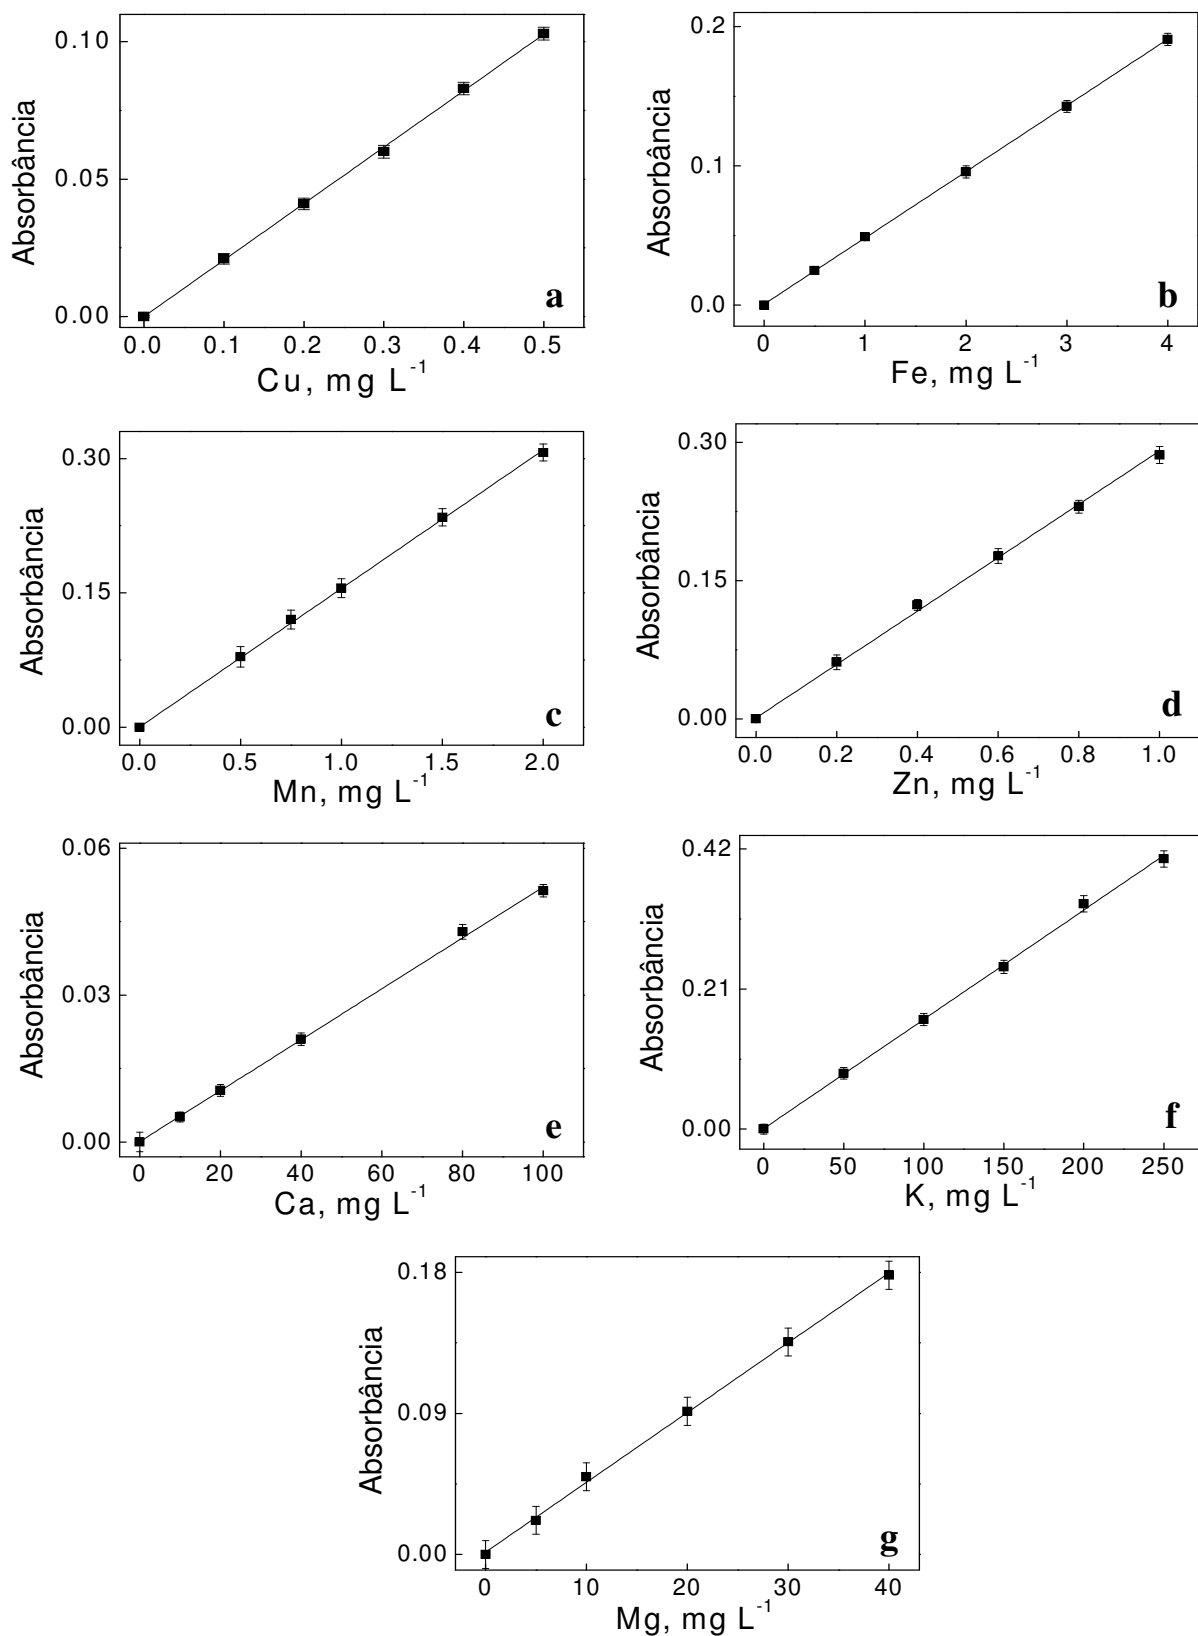 Absorbância
0.10
0.05
0.00
a
0.0 0.1 0.2 0.3 0.4 0.5
Cu, mg L⁻¹
Absorbância
0.2
0.1
0.0
b
0 1 2 3 4
Fe, mg L⁻¹
Absorbância
0.30
0.15
0.00
c
0.0 0.5 1.0 1.5 2.0
Mn, mg L⁻¹
Absorbância
0.30
0.15
0.00
d
0.0 0.2 0.4 0.6 0.8 1.0
Zn, mg L⁻¹
Absorbância
0.06
0.03
0.00
e
0 20 40 60 80 100
Ca, mg L⁻¹
Absorbância
0.42
0.21
0.00
f
0 50 100 150 200 250
K, mg L⁻¹
Absorbância
0.18
0.09
0.00
g
0 10 20 30 40
Mg, mg L⁻¹